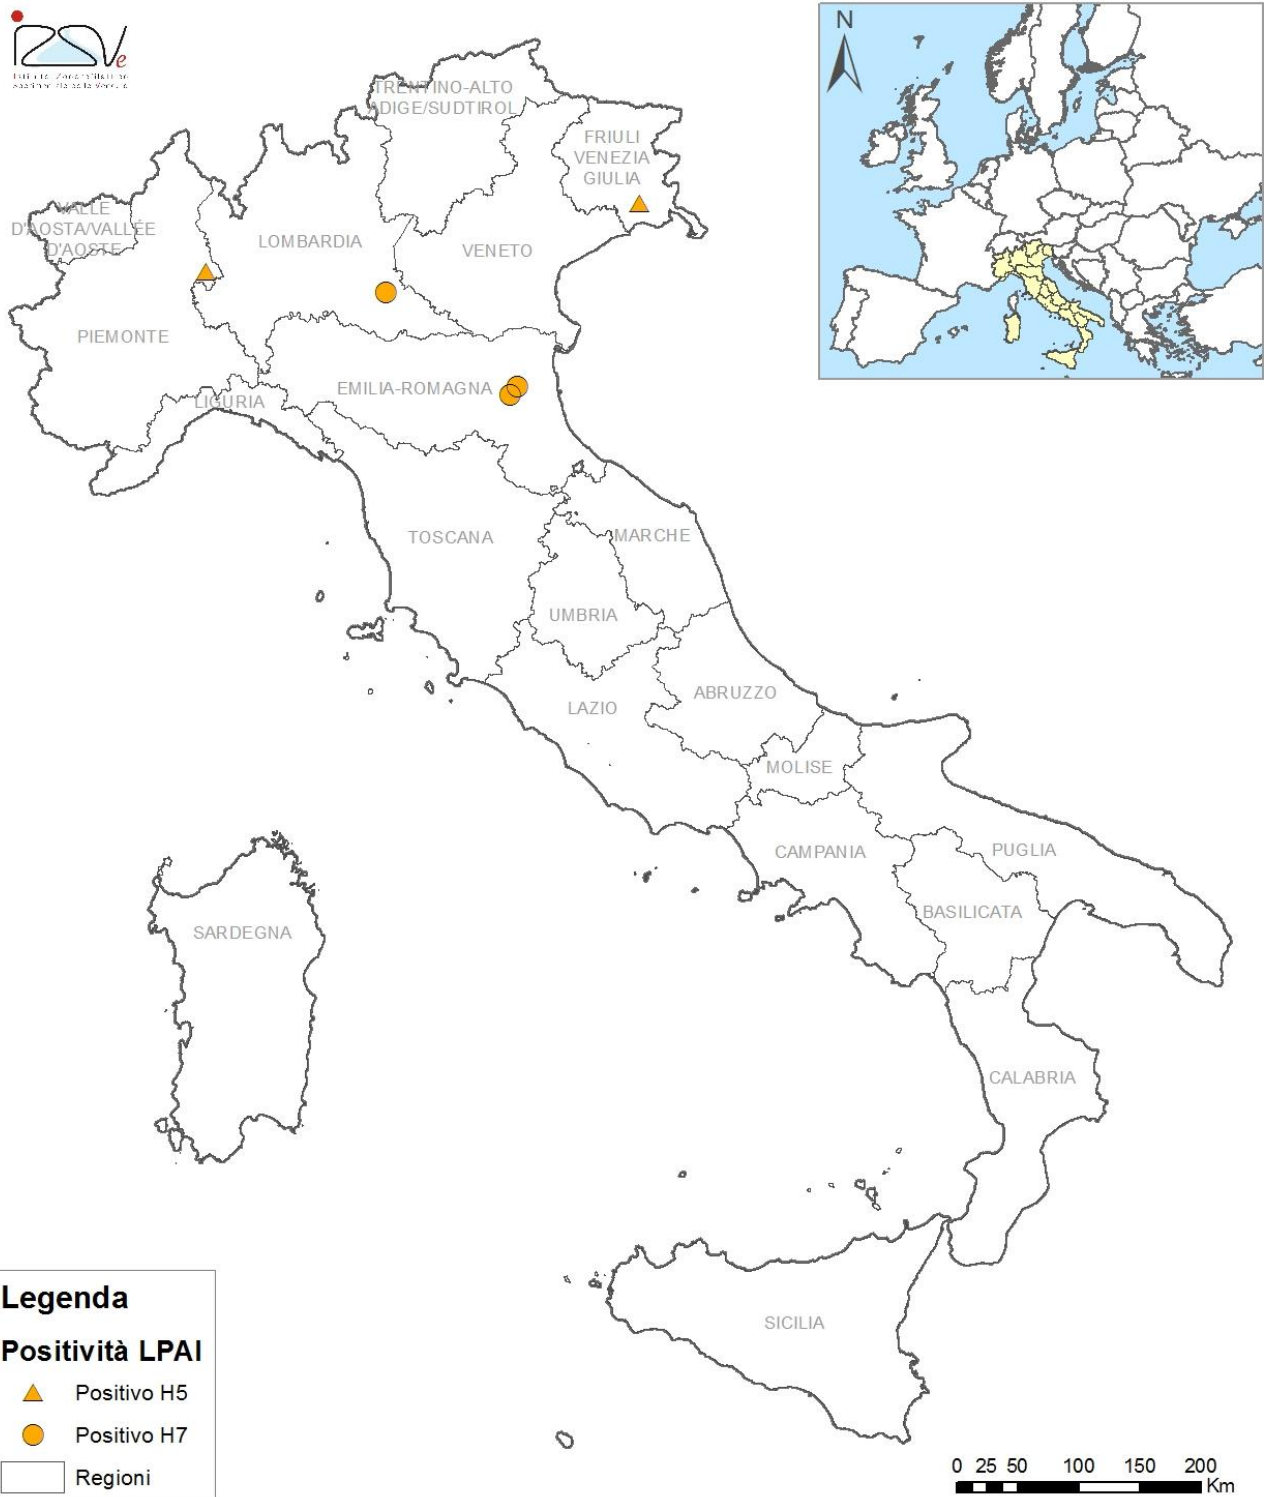 IZSVe
N
TRENTINO-ALTO
ADIGE/SUDTIROL
FRIULI
VENEZIA
GIULIA
VALLE
D'AOSTA/VALLÉE
D'AOSTE
LOMBARDIA
VENETO
PIEMONTE
EMILIA-ROMAGNA
LIGURIA
TOSCANA
MARCHE
UMBRIA
ABRUZZO
LAZIO
MOLISE
CAMPANIA
PUGLIA
BASILICATA
SARDEGNA
CALABRIA
SICILIA
Legenda
Positività LPAI
Positivo H5
Positivo H7
Regioni
0 25 50 100 150 200
Km